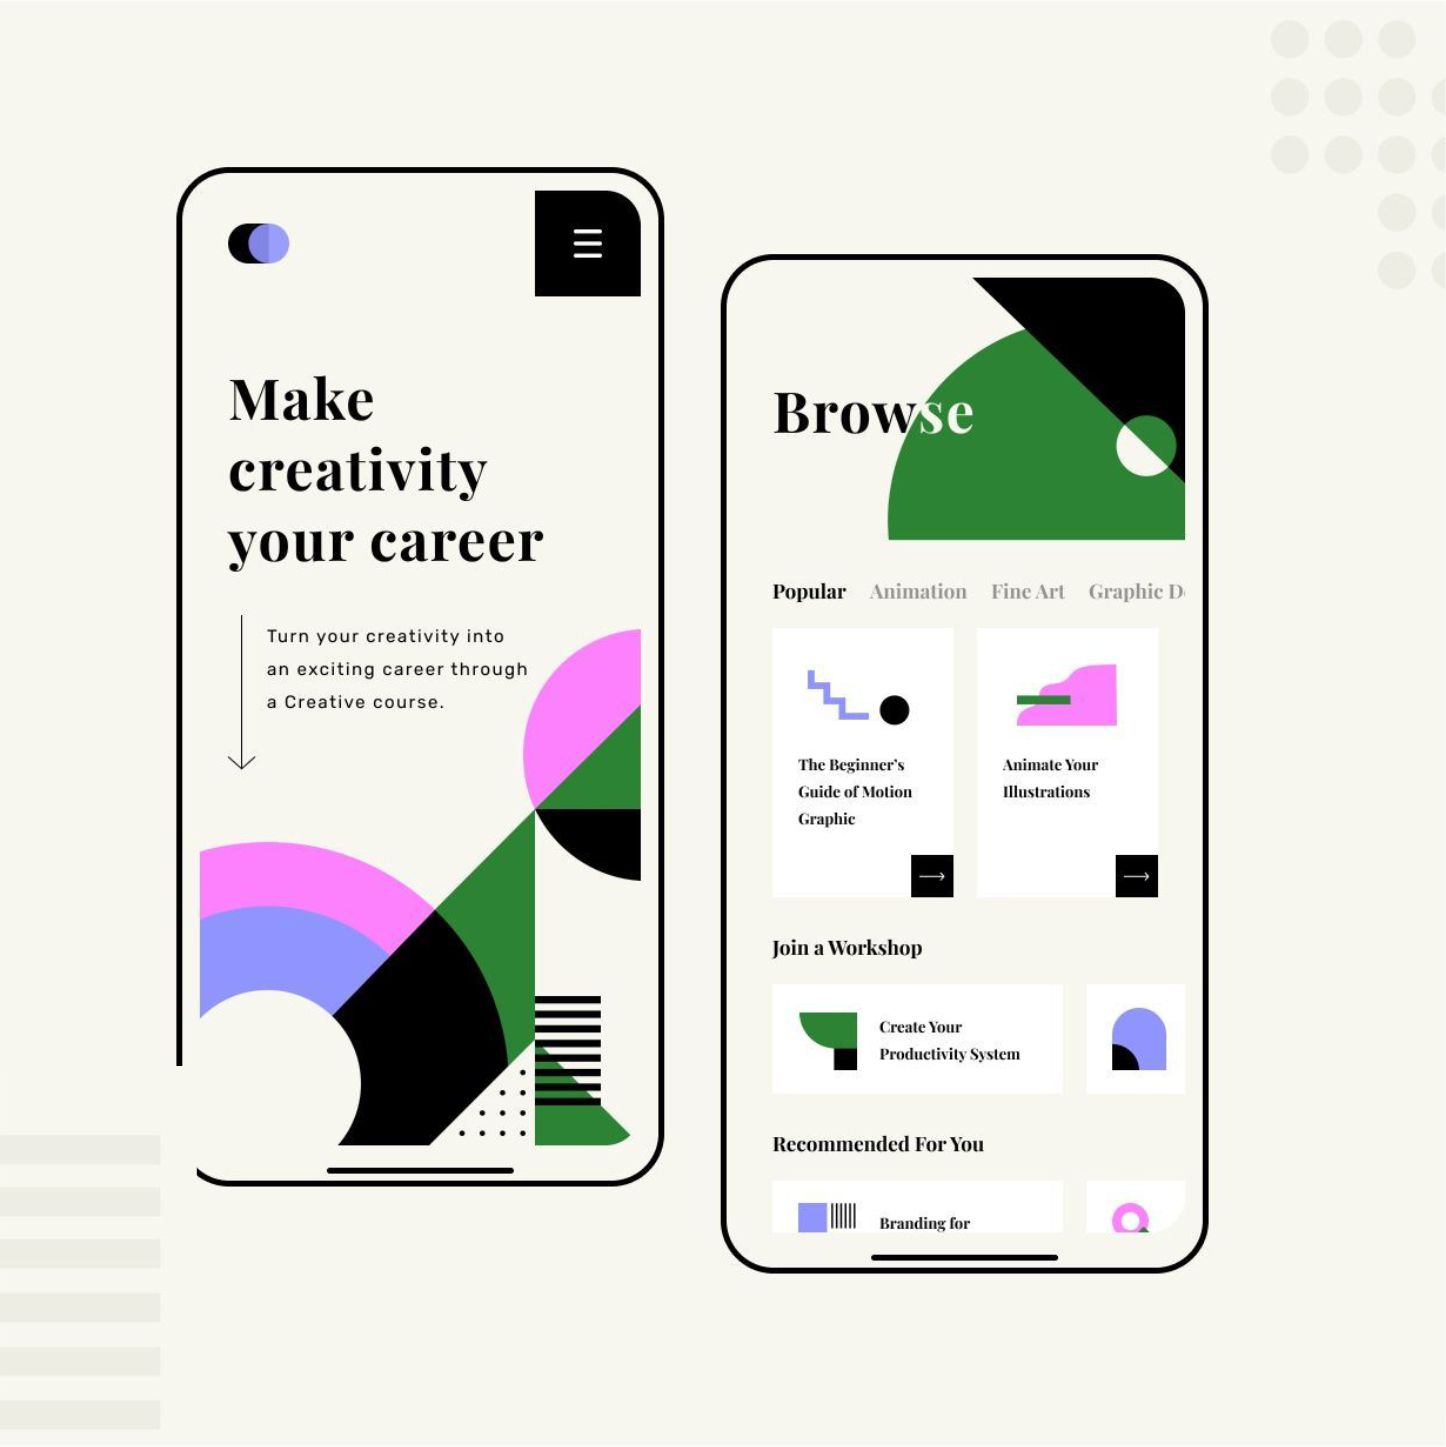 Make
creativity
your career
Turn your creativity into
an exciting career through
a Creative course.
Browse
Popular Animation Fine Art Graphic D
The Beginner’s
Guide of Motion
Graphic
Animate Your
Illustrations
Join a Workshop
Create Your
Productivity System
Recommended For You
Branding for